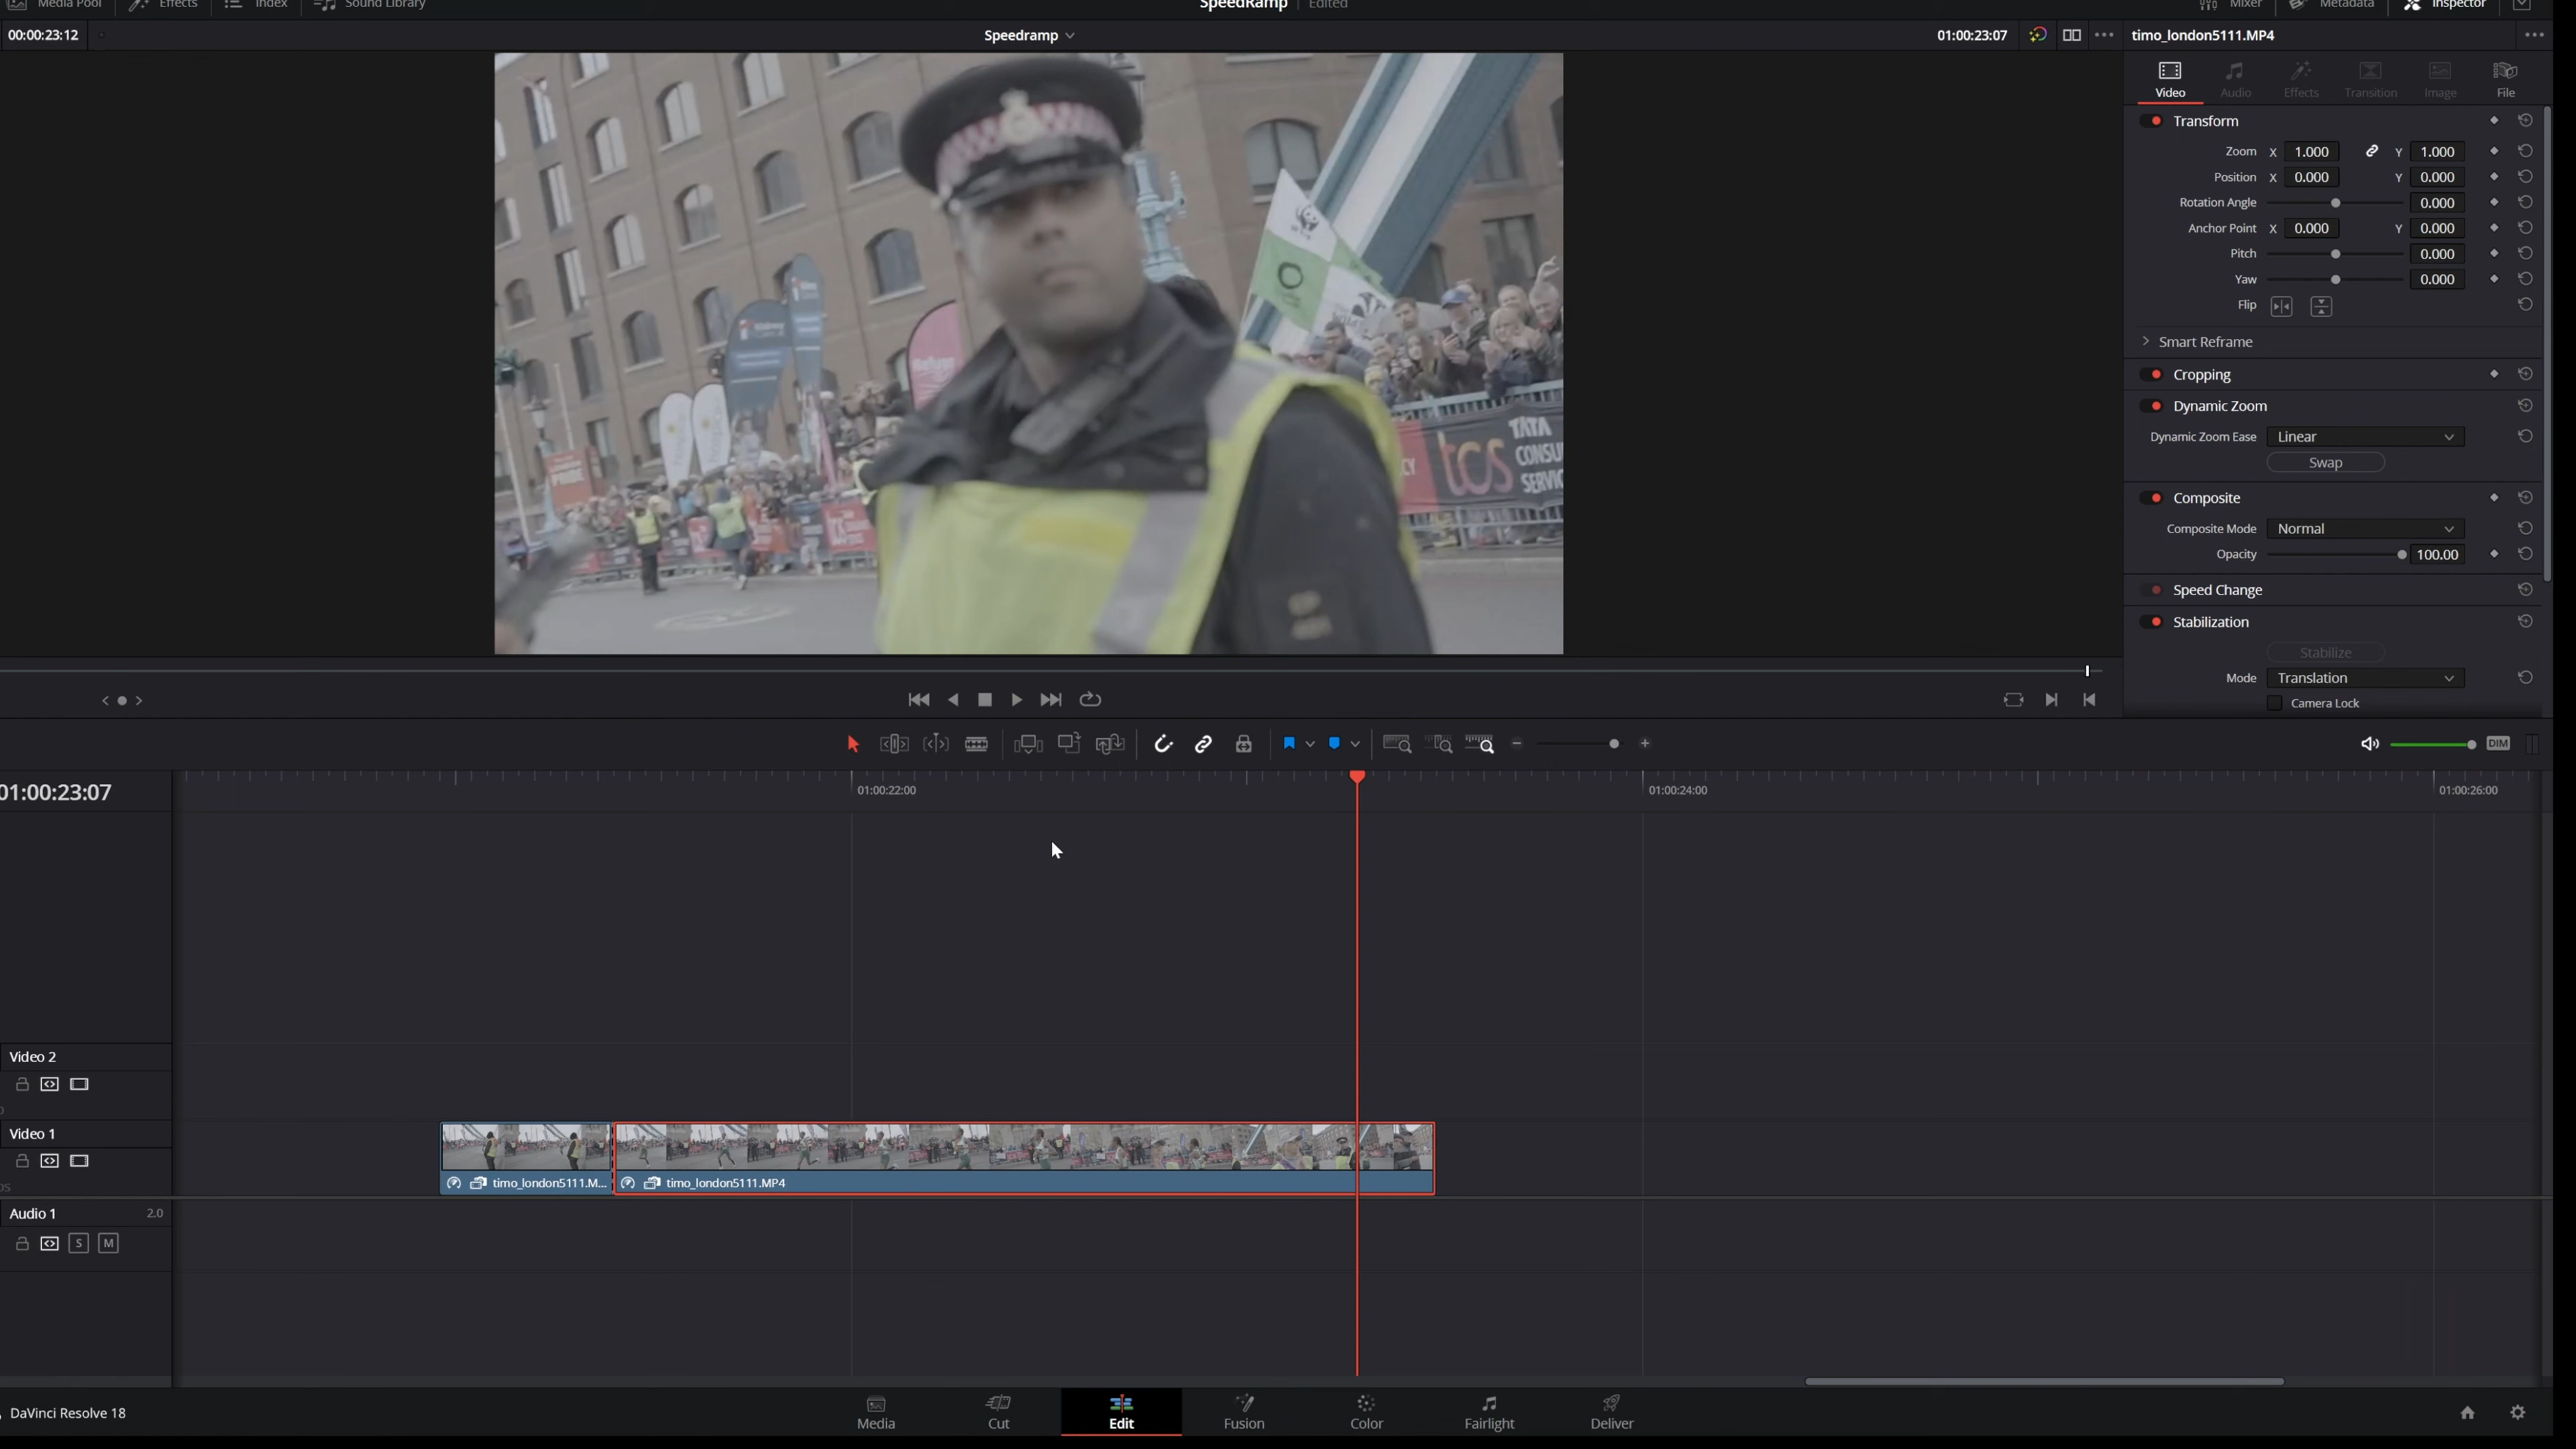 Media Pool Effects Index Sound Library SpeedRamp Edited Mixer Metadata Inspector
00:00:23:12 Speedramp 01:00:23:07 timo_london5111.MP4
Video Audio Effects Transition Image File
Transform
Zoom X 1.000 Y 1.000
Position X 0.000 Y 0.000
Rotation Angle 0.000
Anchor Point X 0.000 Y 0.000
Pitch 0.000
Yaw 0.000
Flip
Smart Reframe
Cropping
Dynamic Zoom
Dynamic Zoom Ease Linear
Swap
Composite
Composite Mode Normal
Opacity 100.00
Speed Change
Stabilization
Stabilize
Mode Translation
Camera Lock
Refuge
TATA
tcs CONSU
SERVIC
DIM
01:00:23:07 01:00:22:00 01:00:24:00 01:00:26:00
Video 2
Video 1
timo_london5111.M... timo_london5111.MP4
Audio 1 2.0
S M
DaVinci Resolve 18 Media Cut Edit Fusion Color Fairlight Deliver